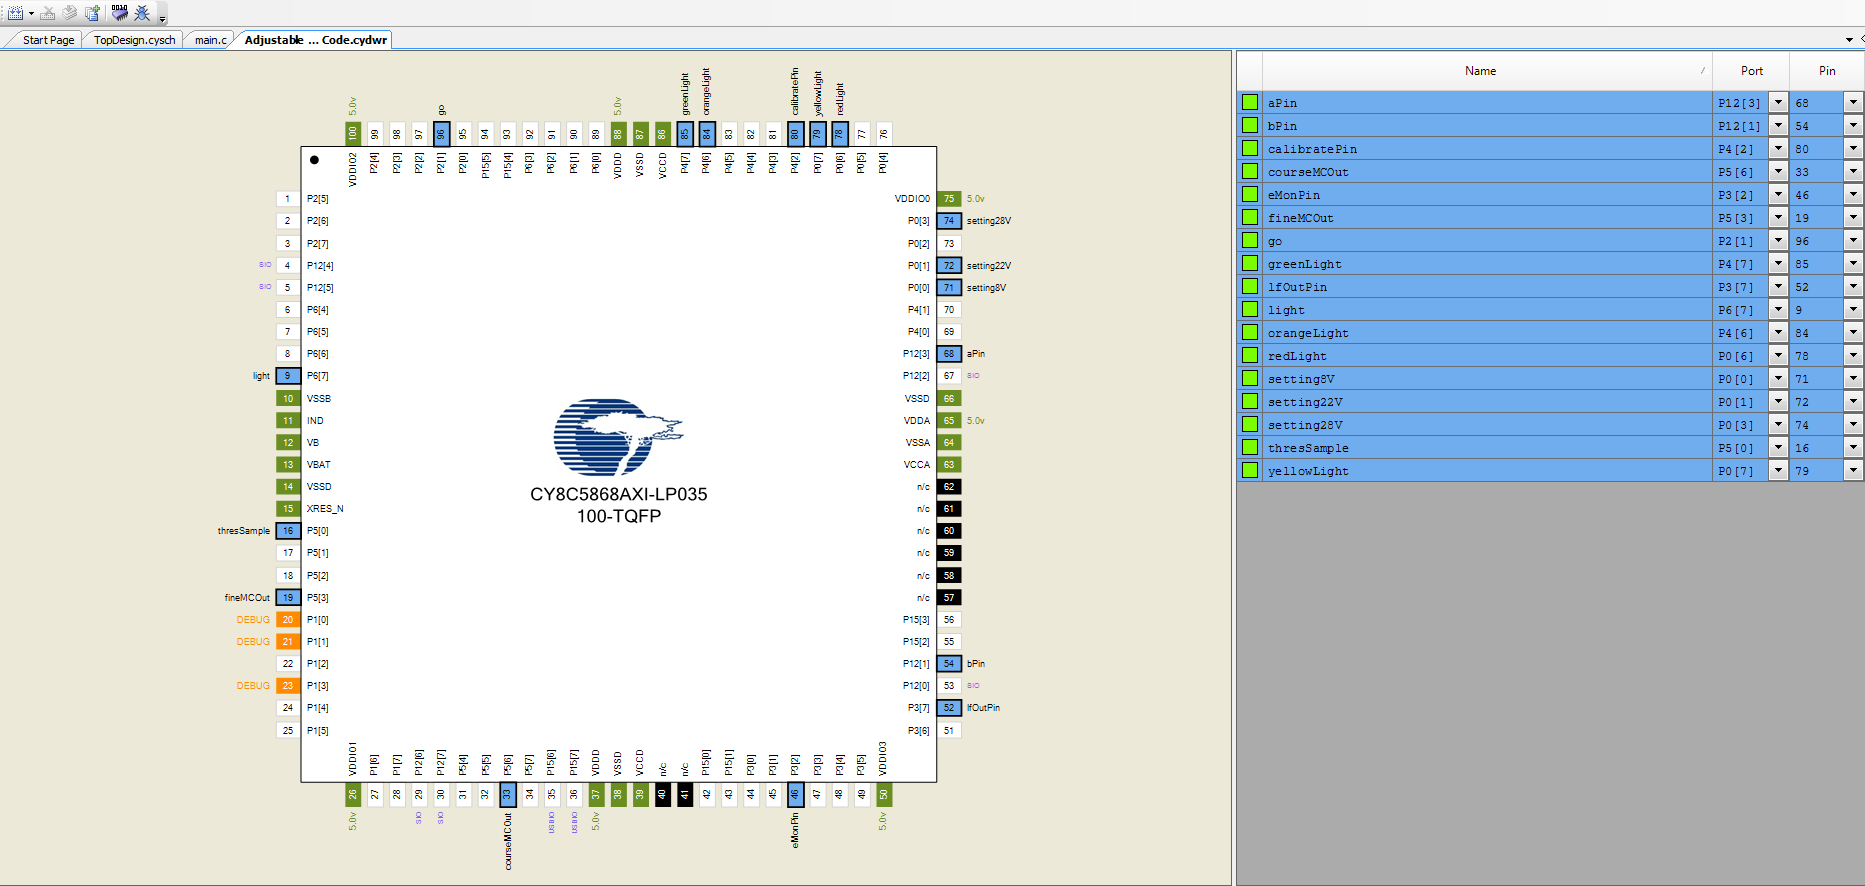 Start Page
TopDesign.cysch
main.c
Adjustable ... Code.cydwr
5.0v
go
5.0v
greenLight
orangeLight
calibratePin
yellowLight
redLight
100 99 98 97 96 95 94 93 92 91 90 89 88 87 86 85 84 83 82 81 80 79 78 77 76
VDDIO2 P2[4] P2[3] P2[2] P2[1] P2[0] P15[5] P15[4] P6[3] P6[2] P6[1] P6[0] VDDD VSSD VCCD P4[7] P4[6] P4[5] P4[4] P4[3] P4[2] P0[7] P0[6] P0[5] P0[4]
1 P2[5]
2 P2[6]
3 P2[7]
SIO 4 P12[4]
SIO 5 P12[5]
6 P6[4]
7 P6[5]
8 P6[6]
light 9 P6[7]
10 VSSB
11 IND
12 VB
13 VBAT
14 VSSD
15 XRES_N
thresSample 16 P5[0]
17 P5[1]
18 P5[2]
fineMCOut 19 P5[3]
DEBUG 20 P1[0]
DEBUG 21 P1[1]
22 P1[2]
DEBUG 23 P1[3]
24 P1[4]
25 P1[5]
CY8C5868AXI-LP035
100-TQFP
VDDIO0 75 5.0v
P0[3] 74 setting28V
P0[2] 73
P0[1] 72 setting22V
P0[0] 71 setting8V
P4[1] 70
P4[0] 69
P12[3] 68 aPin
P12[2] 67 SIO
VSSD 66
VDDA 65 5.0v
VSSA 64
VCCA 63
n/c 62
n/c 61
n/c 60
n/c 59
n/c 58
n/c 57
P15[3] 56
P15[2] 55
P12[1] 54 bPin
P12[0] 53 SIO
P3[7] 52 lfOutPin
P3[6] 51
VDDIO1 P1[6] P1[7] P12[6] P12[7] P5[4] P5[5] P5[6] P5[7] P15[6] P15[7] VDDD VSSD VCCD n/c n/c P15[0] P15[1] P3[0] P3[1] P3[2] P3[3] P3[4] P3[5] VDDIO3
26 27 28 29 30 31 32 33 34 35 36 37 38 39 40 41 42 43 44 45 46 47 48 49 50
5.0v
SIO
SIO
courseMCOut
USBIO
USBIO
5.0v
eMonPin
5.0v
Name Port Pin
aPin P12[3] 68
bPin P12[1] 54
calibratePin P4[2] 80
courseMCOut P5[6] 33
eMonPin P3[2] 46
fineMCOut P5[3] 19
go P2[1] 96
greenLight P4[7] 85
lfOutPin P3[7] 52
light P6[7] 9
orangeLight P4[6] 84
redLight P0[6] 78
setting8V P0[0] 71
setting22V P0[1] 72
setting28V P0[3] 74
thresSample P5[0] 16
yellowLight P0[7] 79